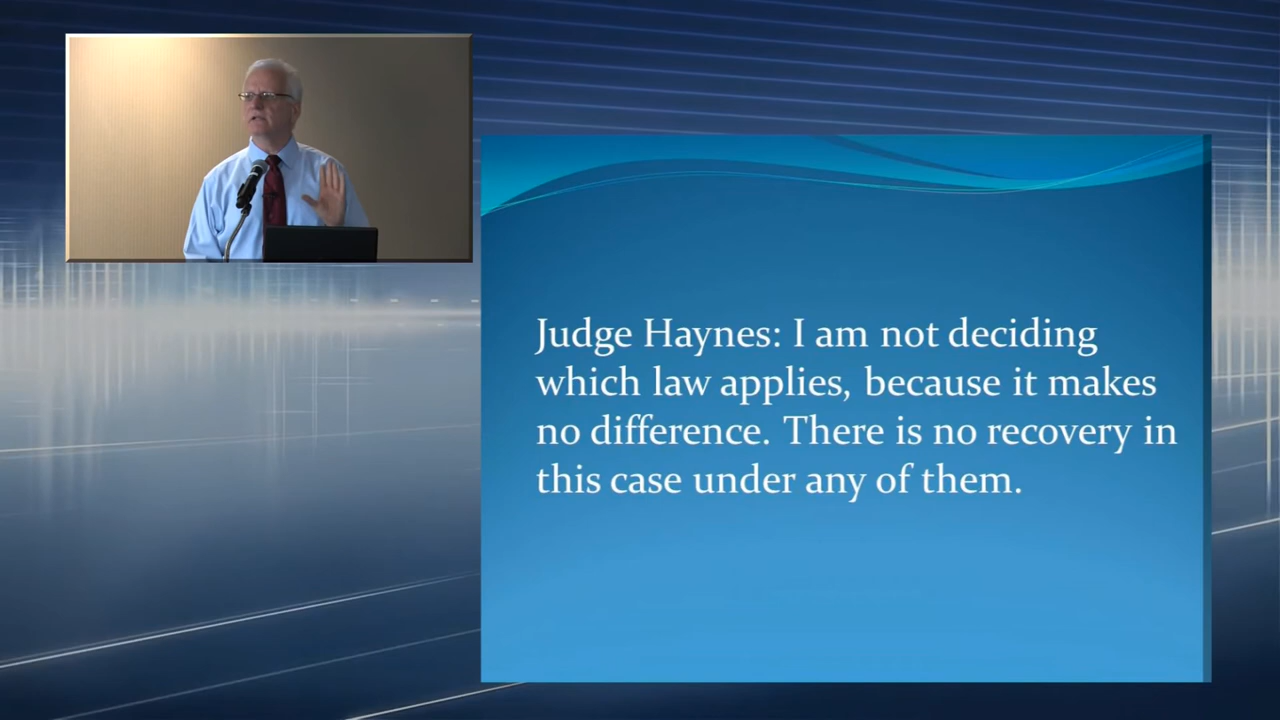 Judge Haynes: I am not deciding
which law applies, because it makes
no difference. There is no recovery in
this case under any of them.